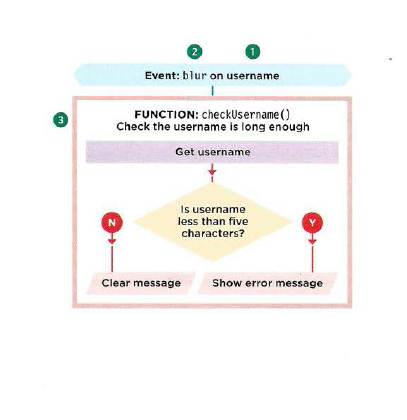 2 1
Event: blur on username
3
FUNCTION: checkUsername()
Check the username is long enough
Get username
Is username
less than five
characters?
N
Y
Clear message
Show error message